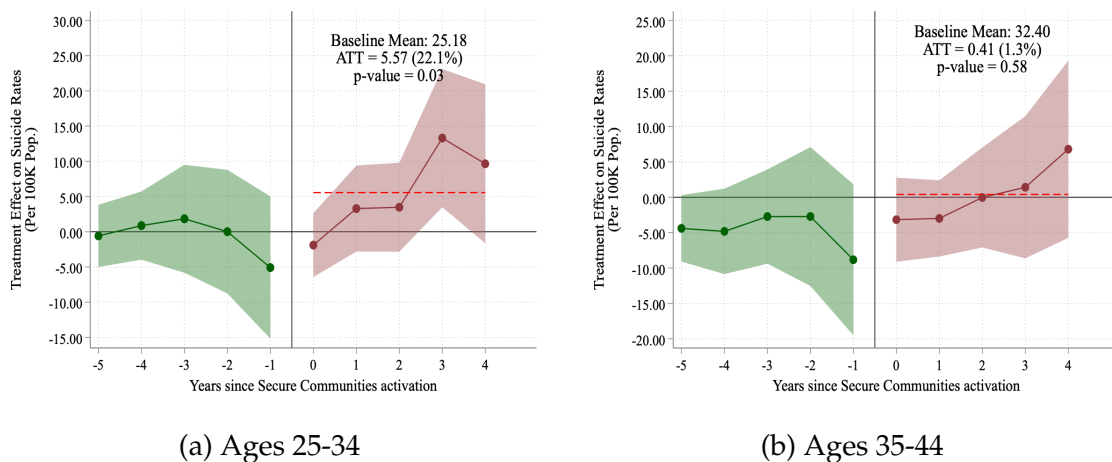 30.00
25.00
20.00
15.00
10.00
5.00
0.00
-5.00
-10.00
-15.00
Treatment Effect on Suicide Rates
(Per 100K Pop.)
Baseline Mean: 25.18
ATT = 5.57 (22.1%)
p-value = 0.03
-5 -4 -3 -2 -1 0 1 2 3 4
Years since Secure Communities activation
(a) Ages 25-34
25.00
20.00
15.00
10.00
5.00
0.00
-5.00
-10.00
-15.00
-20.00
Treatment Effect on Suicide Rates
(Per 100K Pop.)
Baseline Mean: 32.40
ATT = 0.41 (1.3%)
p-value = 0.58
-5 -4 -3 -2 -1 0 1 2 3 4
Years since Secure Communities activation
(b) Ages 35-44